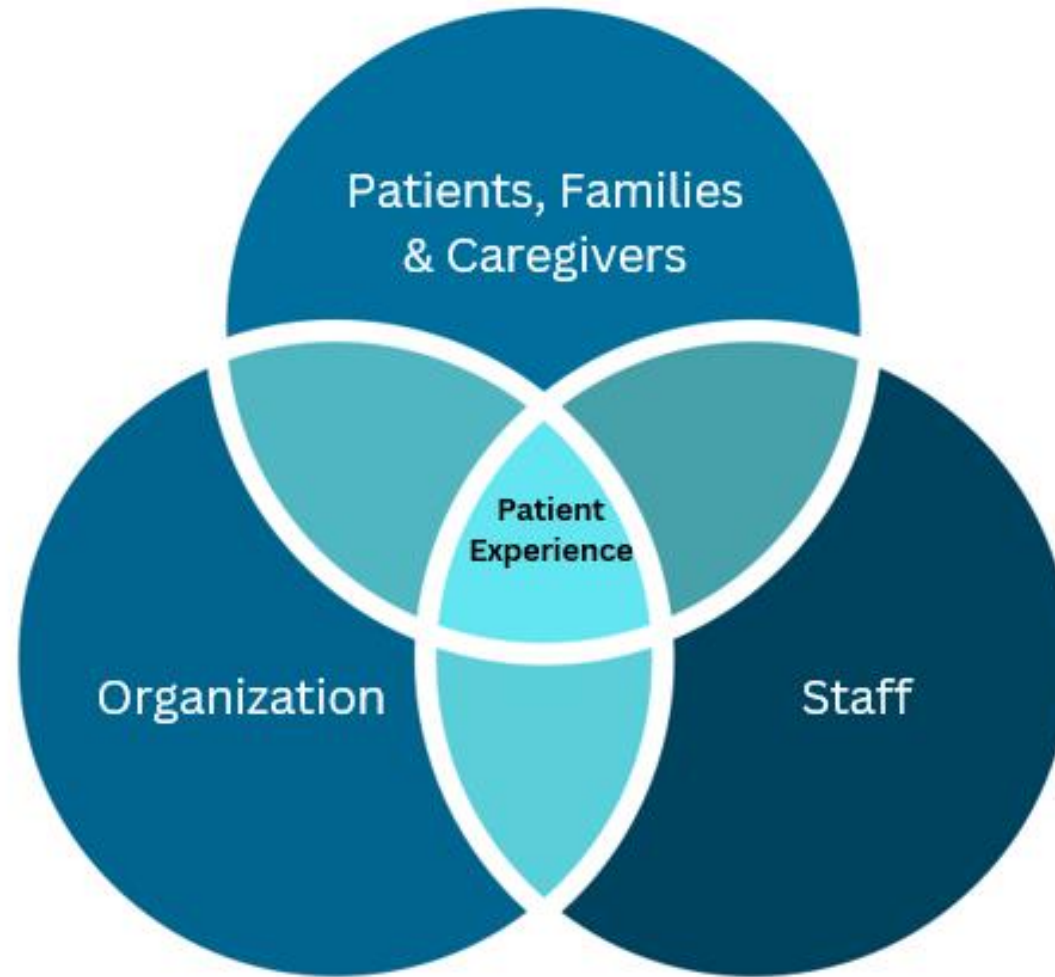 Patients, Families
& Caregivers
Patient
Experience
Organization
Staff